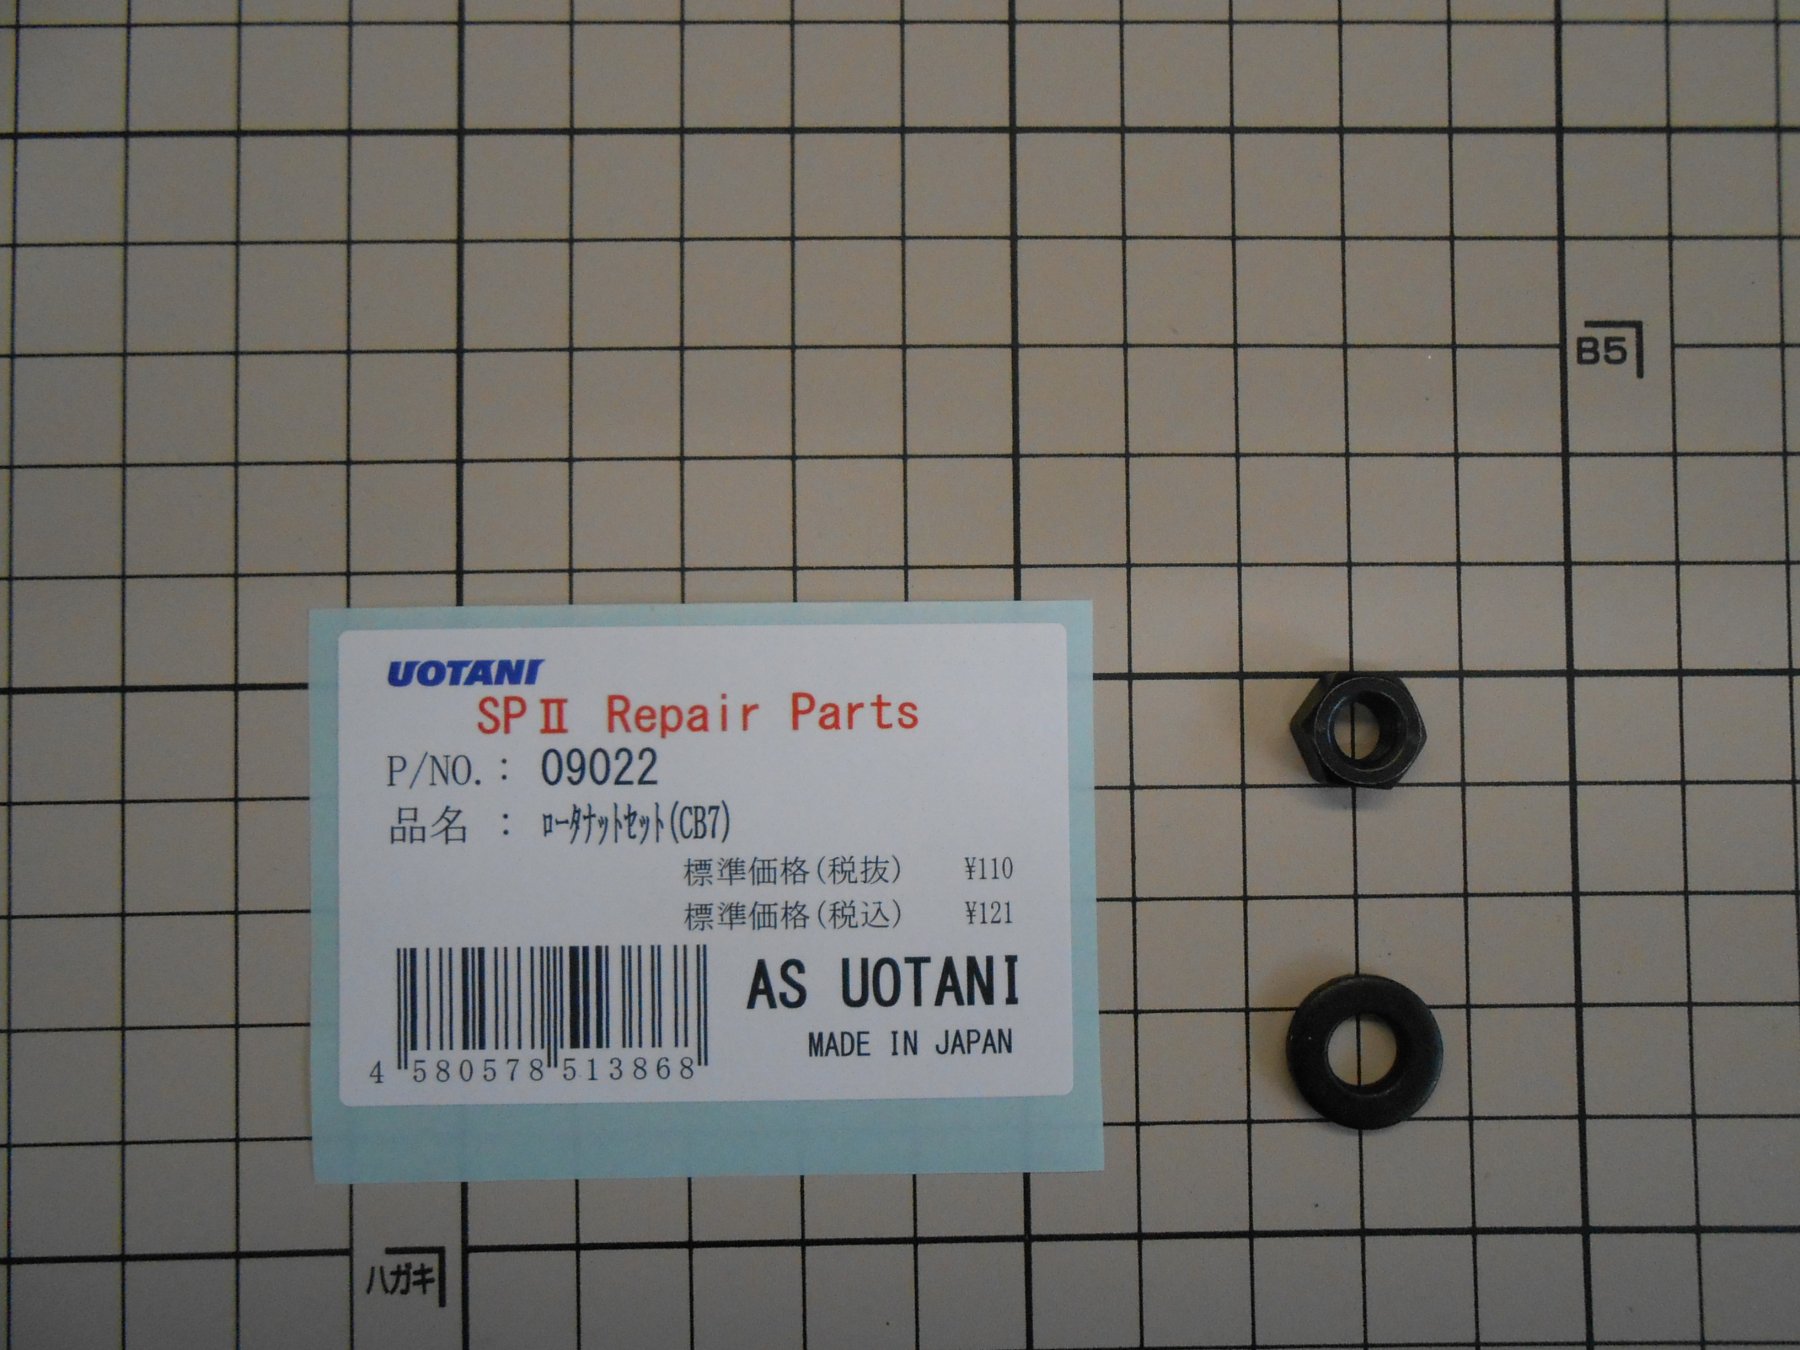 B5
UOTANI
SPⅡ Repair Parts
P/NO.: 09022
品名 : ﾛｰﾀﾅｯﾄｾｯﾄ(CB7)
標準価格(税抜) ¥110
標準価格(税込) ¥121
AS UOTANI
MADE IN JAPAN
4 580578 513868
ハガキ